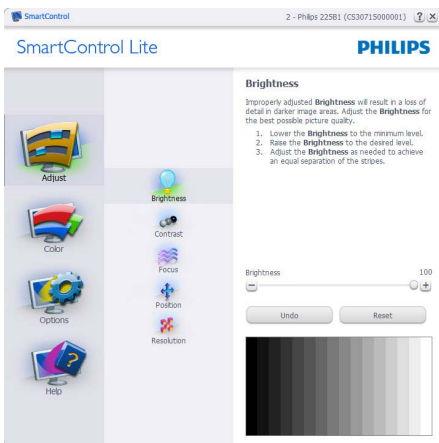 SmartControl
2 - Philips 225B1 (CS30715000001)
SmartControl Lite
PHILIPS
Adjust
Color
Options
Help
Brightness
Contrast
Focus
Position
Resolution
Brightness
Improperly adjusted Brightness will result in a loss of
detail in darker image areas. Adjust the Brightness for
the best possible picture quality.
1. Lower the Brightness to the minimum level.
2. Raise the Brightness to the desired level.
3. Adjust the Brightness as needed to achieve
an equal separation of the stripes.
Brightness 100
Undo Reset